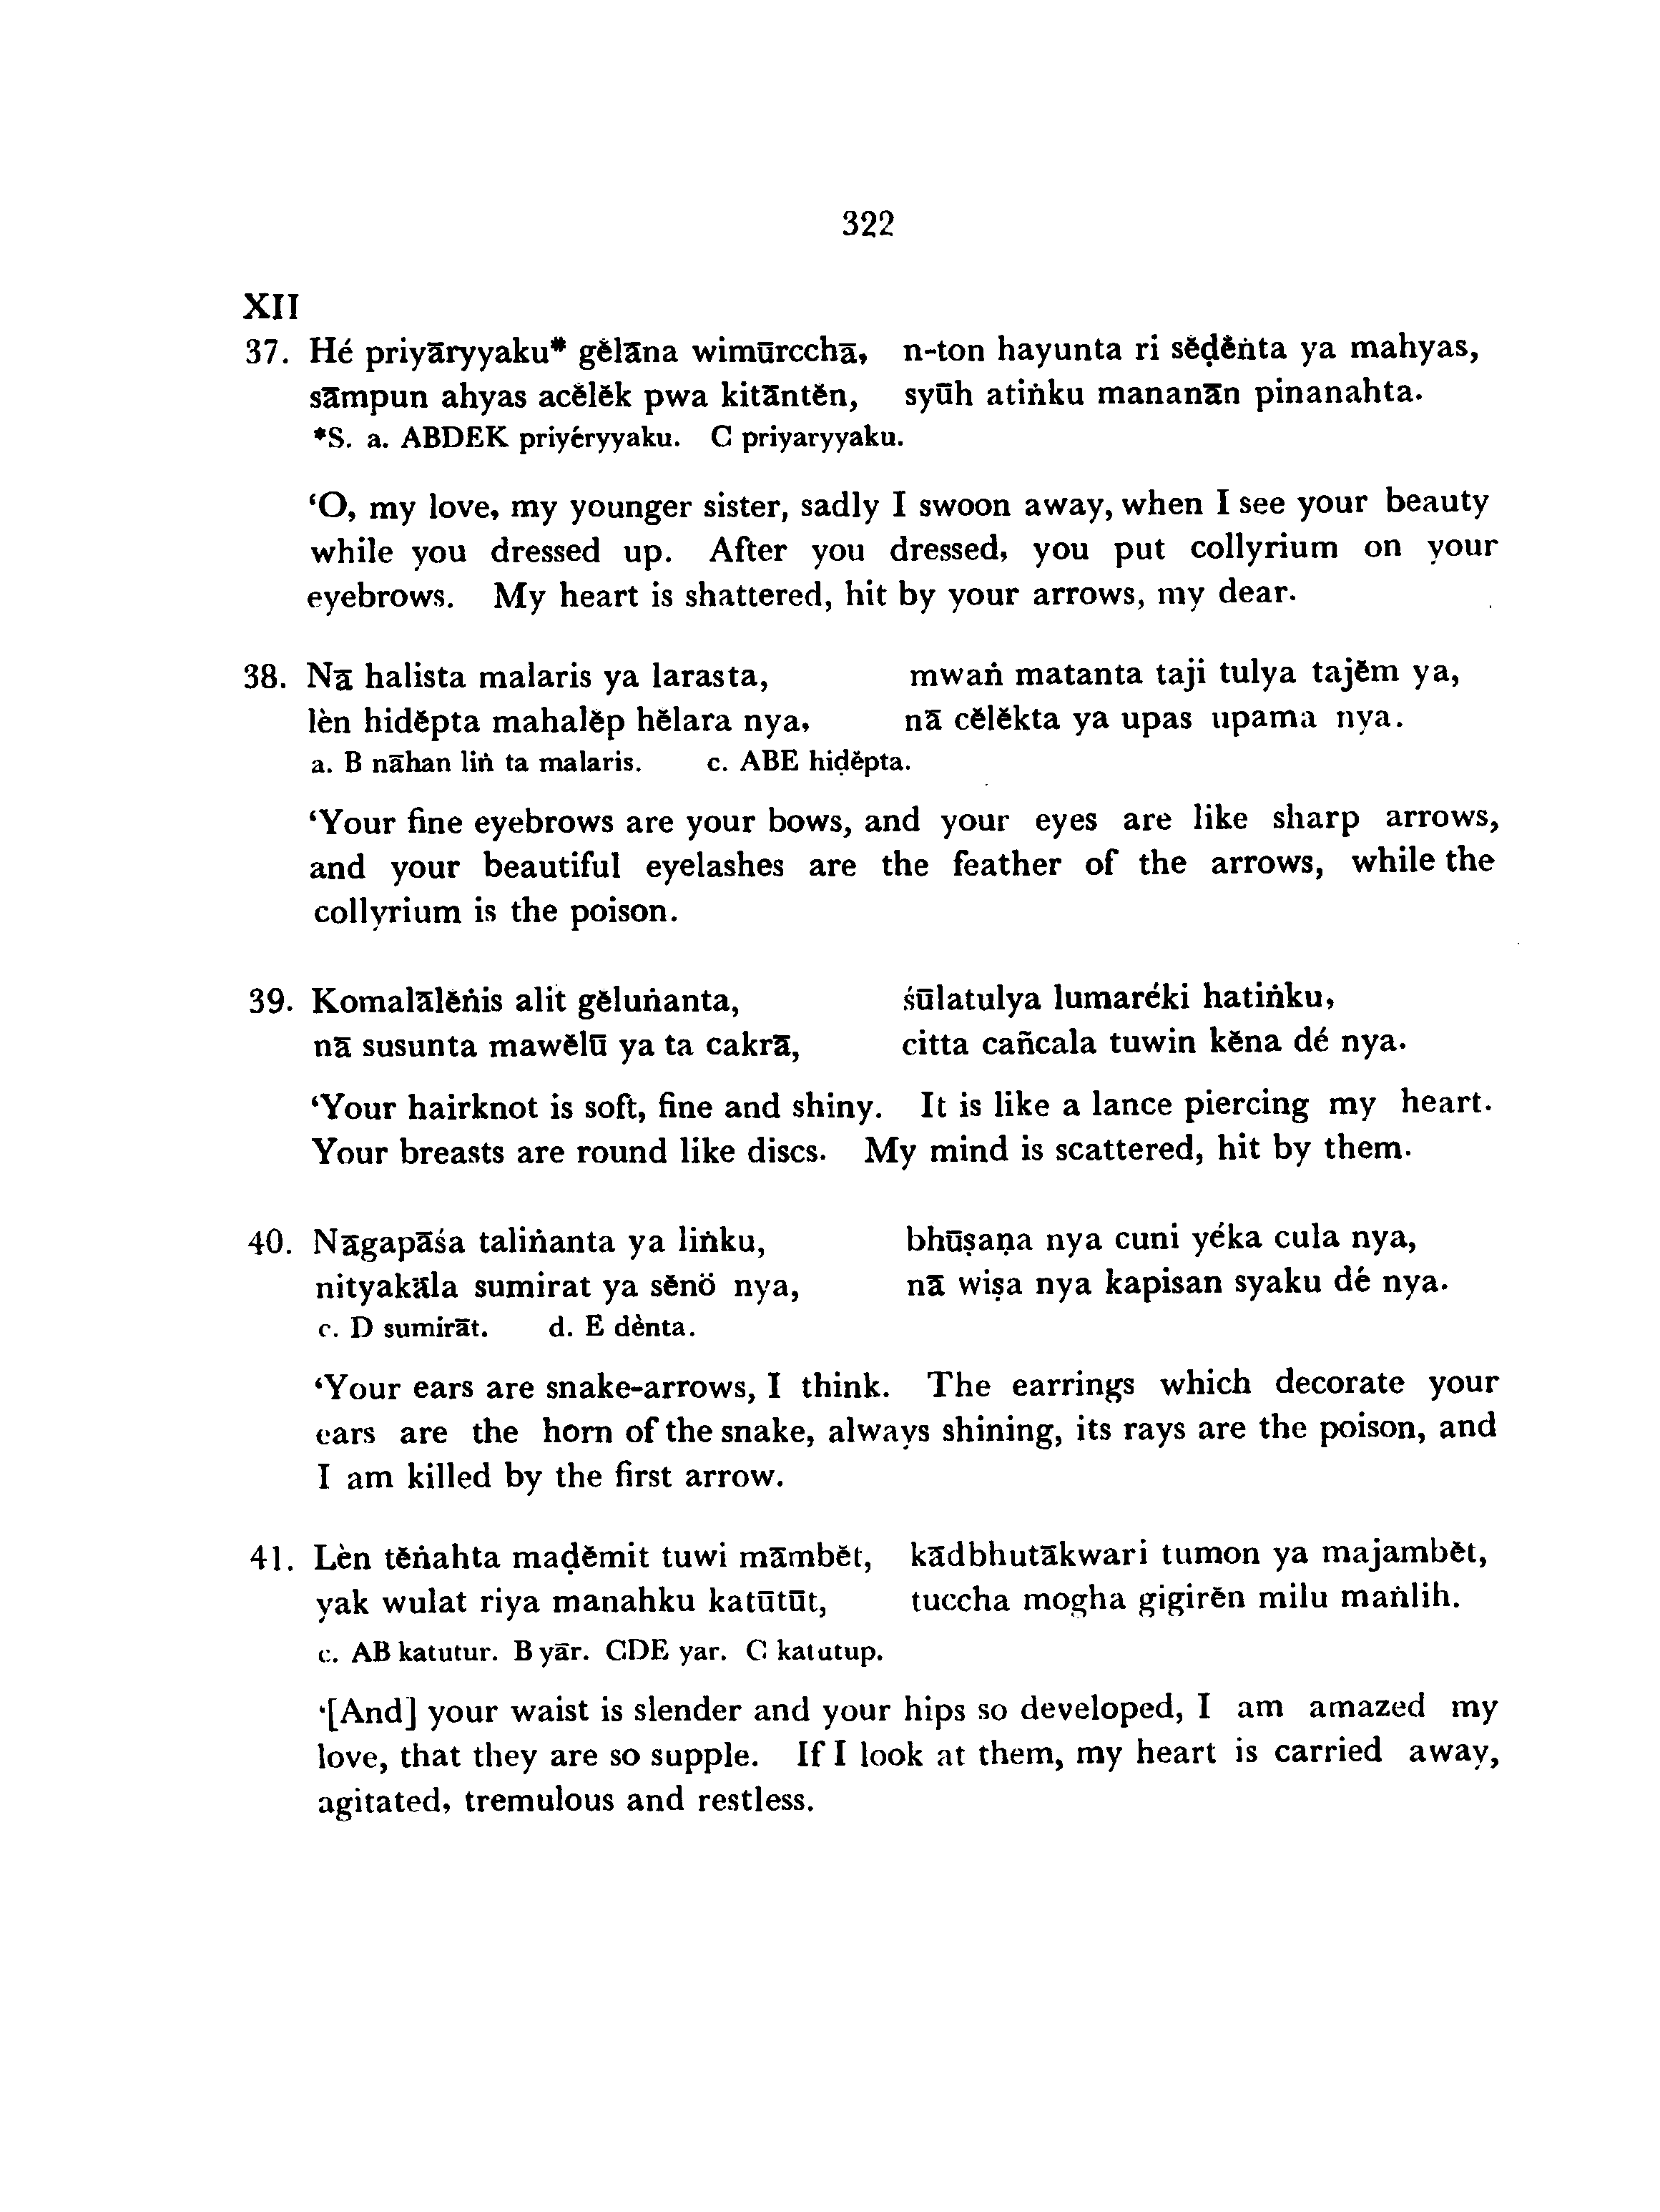 322
XII
37. Hé priyāryyaku* gĕlāna wimūrcchā, n-ton hayunta ri sĕḍĕṅta ya mahyas,
sāmpun ahyas acĕlĕk pwa kitāntĕn, syūh atiṅku mananān pinanahta.
*S. a. ABDEK priyéryyaku. C priyaryyaku.
‘O, my love, my younger sister, sadly I swoon away, when I see your beauty
while you dressed up. After you dressed, you put collyrium on your
eyebrows. My heart is shattered, hit by your arrows, my dear.
38. Nā halista malaris ya larasta, mwaṅ matanta taji tulya tajĕm ya,
lèn hidĕpta mahalĕp hĕlara nya, nā cĕlĕkta ya upas upama nya.
a. B nāhan liṅ ta malaris. c. ABE hiḍĕpta.
‘Your fine eyebrows are your bows, and your eyes are like sharp arrows,
and your beautiful eyelashes are the feather of the arrows, while the
collyrium is the poison.
39. Komalālĕṅis alit gĕluṅanta, śūlatulya lumaréki hatiṅku,
nā susunta mawĕlū ya ta cakrā, citta cañcala tuwin kĕna dé nya.
‘Your hairknot is soft, fine and shiny. It is like a lance piercing my heart.
Your breasts are round like discs. My mind is scattered, hit by them.
40. Nāgapāśa taliṅanta ya liṅku, bhūṣaṇa nya cuni yéka cula nya,
nityakāla sumirat ya sĕnö nya, nā wiṣa nya kapisan syaku dé nya.
c. D sumirāt. d. E dènta.
‘Your ears are snake-arrows, I think. The earrings which decorate your
ears are the horn of the snake, always shining, its rays are the poison, and
I am killed by the first arrow.
41. Lèn tĕṅahta maḍĕmit tuwi māmbĕt, kādbhutākwari tumon ya majambĕt,
yak wulat riya manahku katūtūt, tuccha mogha gigirĕn milu maṅlih.
c. AB katutur. B yār. CDE yar. C katutup.
‘[And] your waist is slender and your hips so developed, I am amazed my
love, that they are so supple. If I look at them, my heart is carried away,
agitated, tremulous and restless.